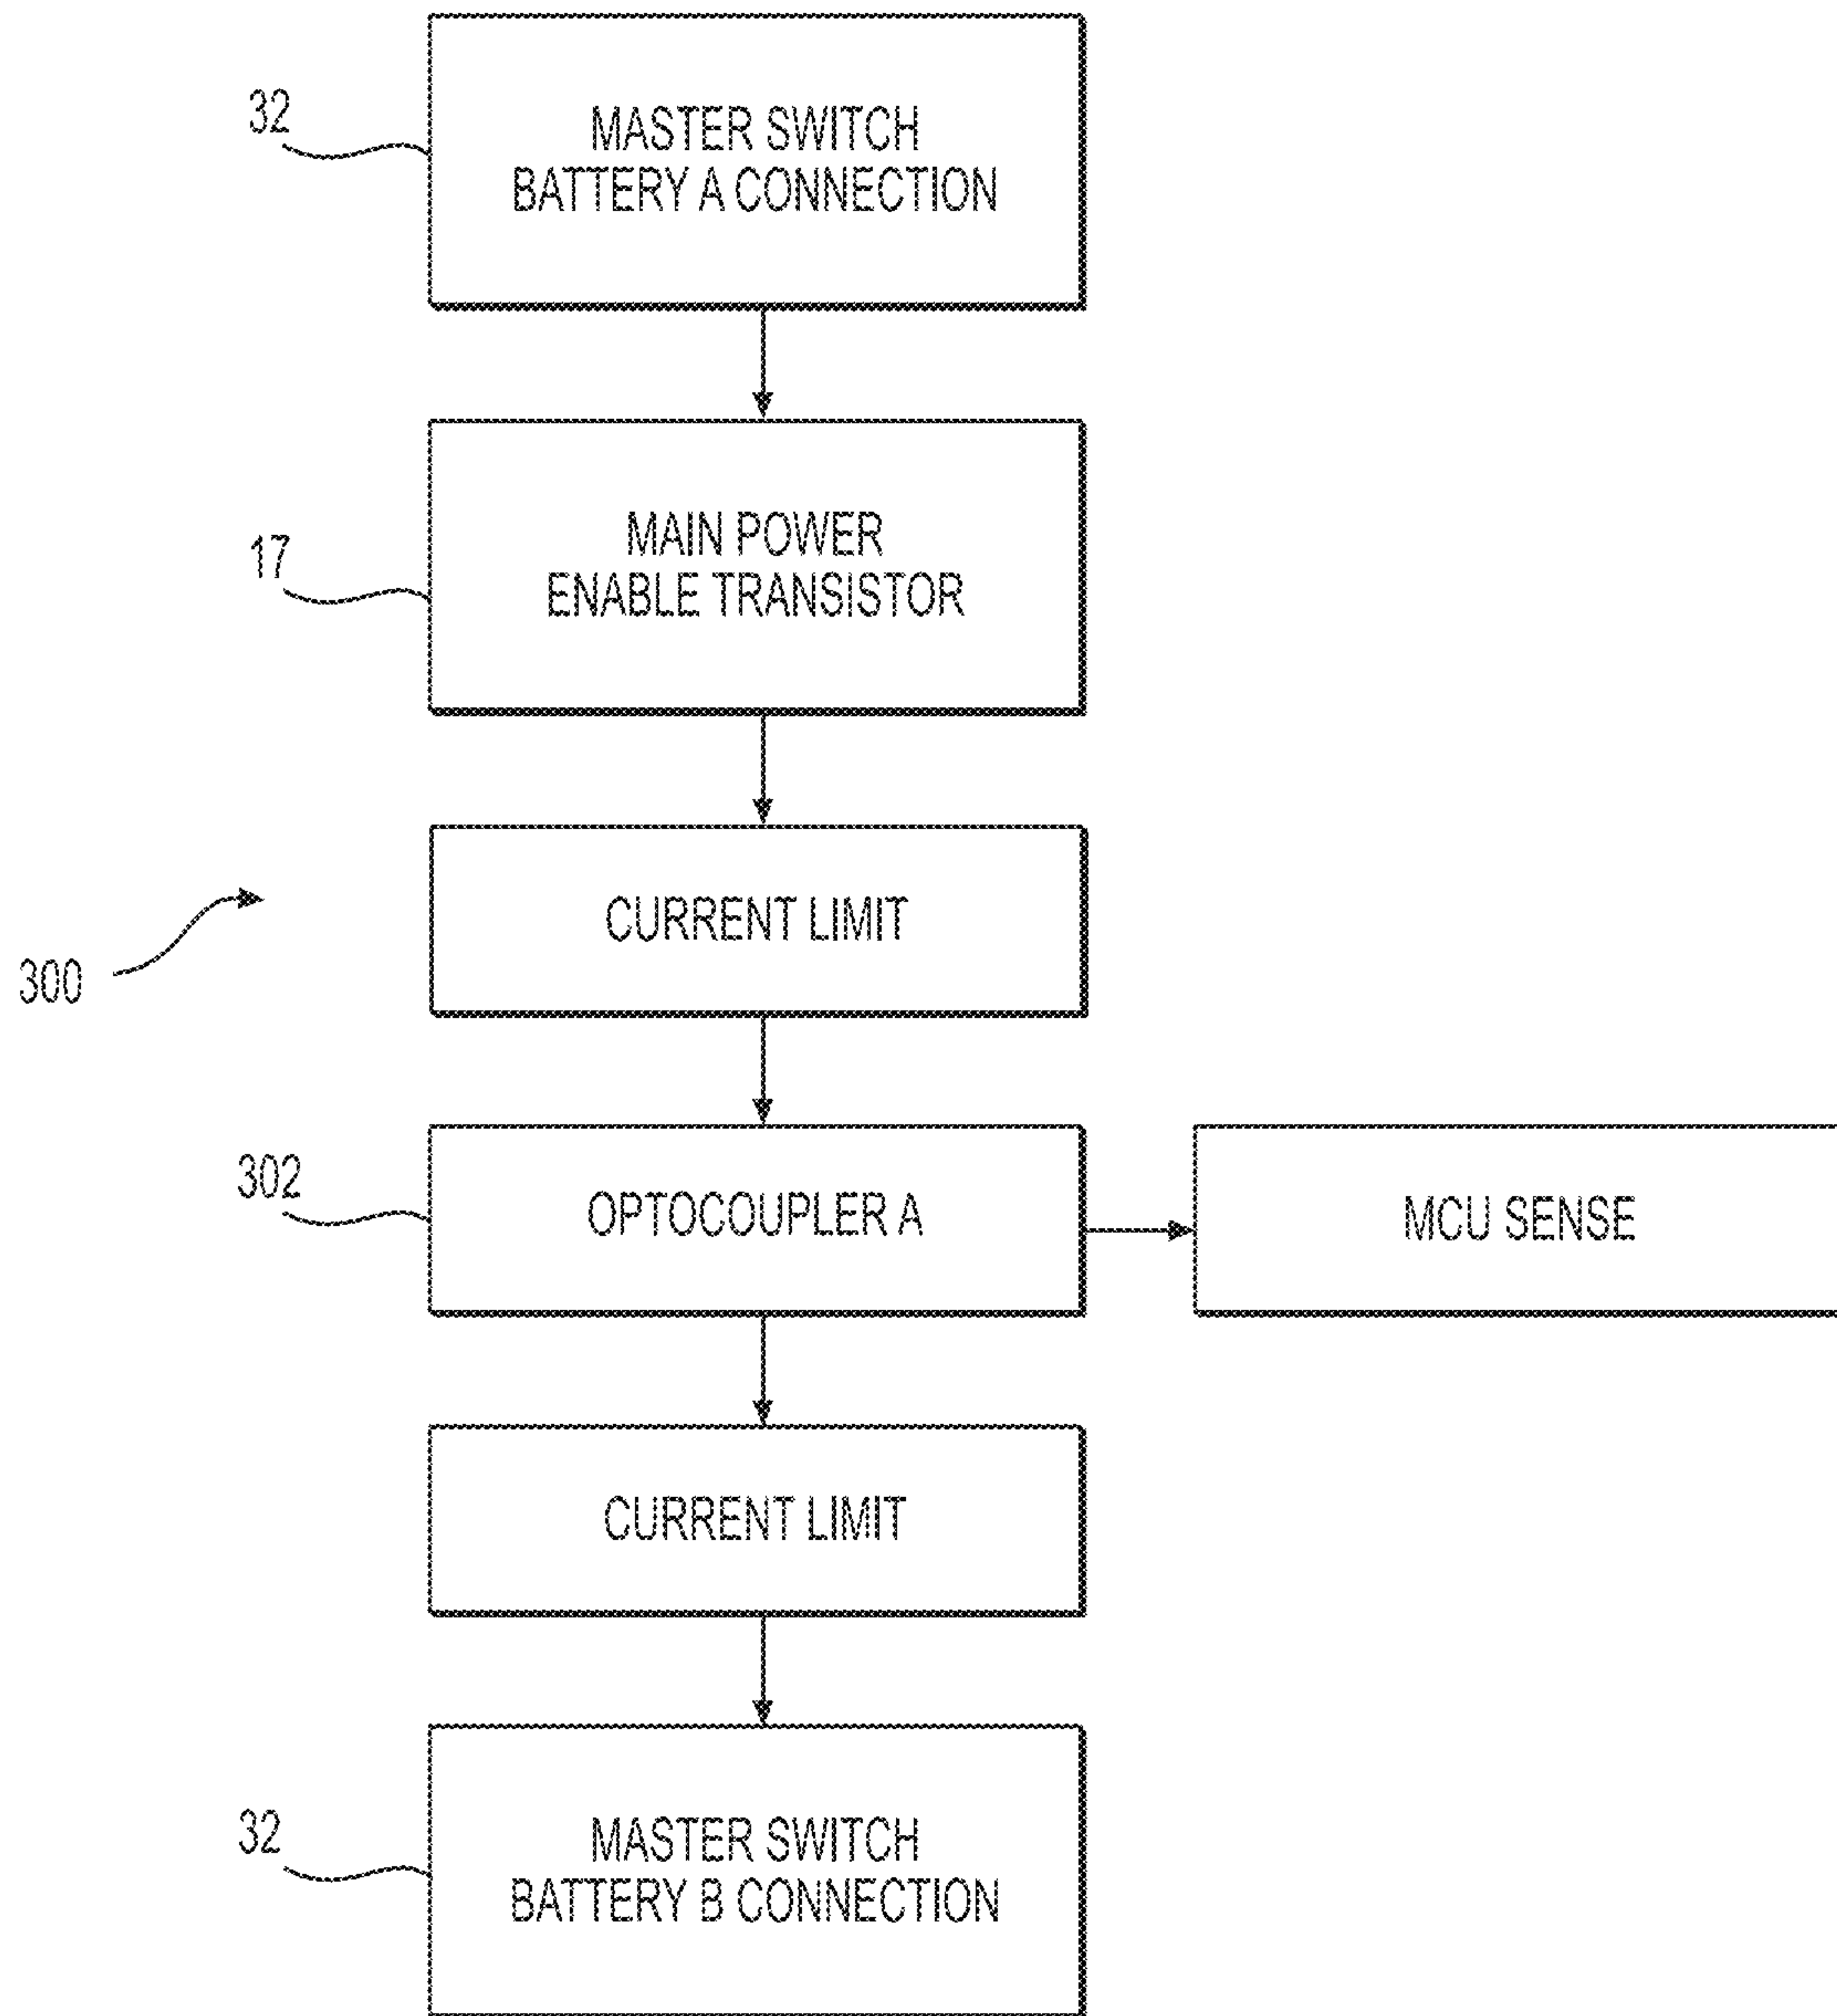 32
MASTER SWITCH
BATTERY A CONNECTION
17
MAIN POWER
ENABLE TRANSISTOR
300
CURRENT LIMIT
302
OPTOCOUPLER A
MCU SENSE
CURRENT LIMIT
32
MASTER SWITCH
BATTERY B CONNECTION